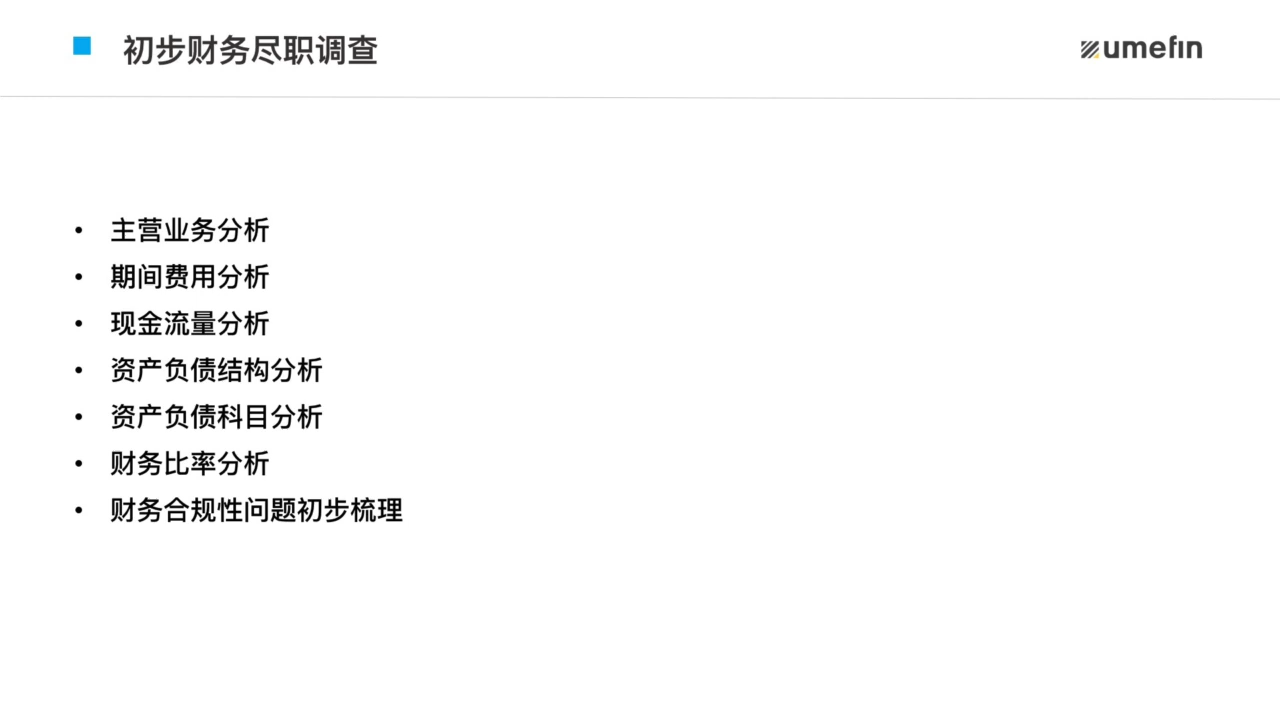 初步财务尽职调查
zumefin
• 主营业务分析
• 期间费用分析
• 现金流量分析
• 资产负债结构分析
• 资产负债科目分析
• 财务比率分析
• 财务合规性问题初步梳理